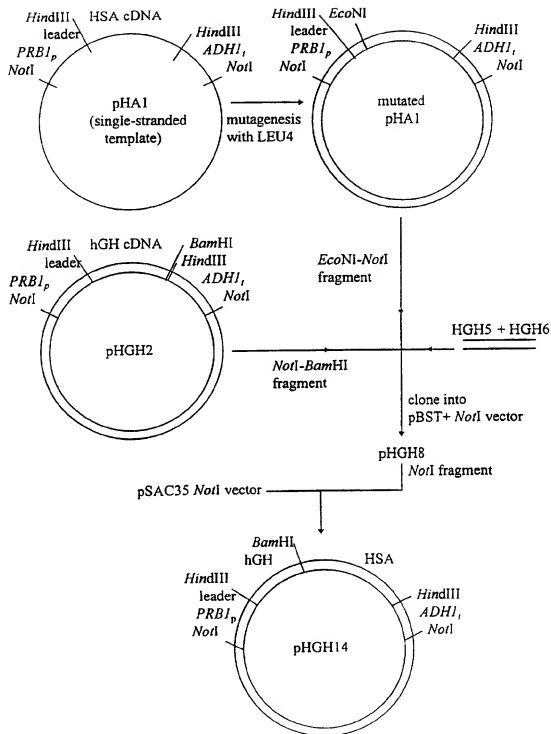 HindIII HSA cDNA
leader
PRB1p
NotI
HindIII
ADH1t
NotI
pHA1
(single-stranded
template)
mutagenesis
with LEU4
HindIII EcoNI
leader
PRB1p
NotI
HindIII
ADH1t
NotI
mutated
pHA1
HindIII hGH cDNA
leader
PRB1p
NotI
BamHI
HindIII
ADH1t
NotI
pHGH2
EcoNI-NotI
fragment
NotI-BamHI
fragment
HGH5 + HGH6
clone into
pBST+ NotI vector
pHGH8
NotI fragment
pSAC35 NotI vector
BamHI
hGH
HSA
HindIII
leader
PRB1p
NotI
HindIII
ADH1t
NotI
pHGH14